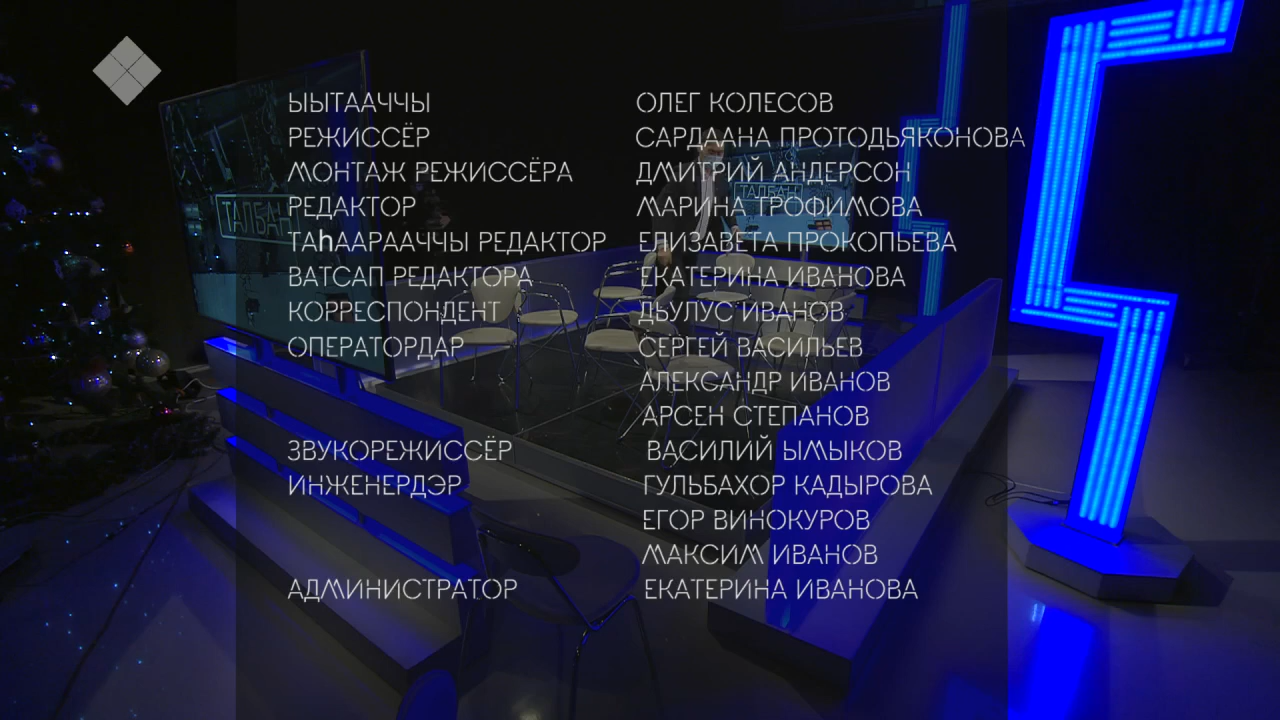 ЫЫТААЧЧЫ ОЛЕГ КОЛЕСОВ
РЕЖИССЁР САРДААНА ПРОТОДЬЯКОНОВА
МОНТАЖ РЕЖИССЁРА ДМИТРИЙ АНДЕРСОН
РЕДАКТОР МАРИНА ТРОФИМОВА
ТАҺААРААЧЧЫ РЕДАКТОР ЕЛИЗАВЕТА ПРОКОПЬЕВА
ВАТСАП РЕДАКТОРА ЕКАТЕРИНА ИВАНОВА
КОРРЕСПОНДЕНТ ДЬУЛУС ИВАНОВ
ОПЕРАТОРДАР СЕРГЕЙ ВАСИЛЬЕВ
АЛЕКСАНДР ИВАНОВ
АРСЕН СТЕПАНОВ
ЗВУКОРЕЖИССЁР ВАСИЛИЙ ЫМЫКОВ
ИНЖЕНЕРДЭР ГУЛЬБАХОР КАДЫРОВА
ЕГОР ВИНОКУРОВ
МАКСИМ ИВАНОВ
АДМИНИСТРАТОР ЕКАТЕРИНА ИВАНОВА
ТАЛБАН
ТАЛБАН